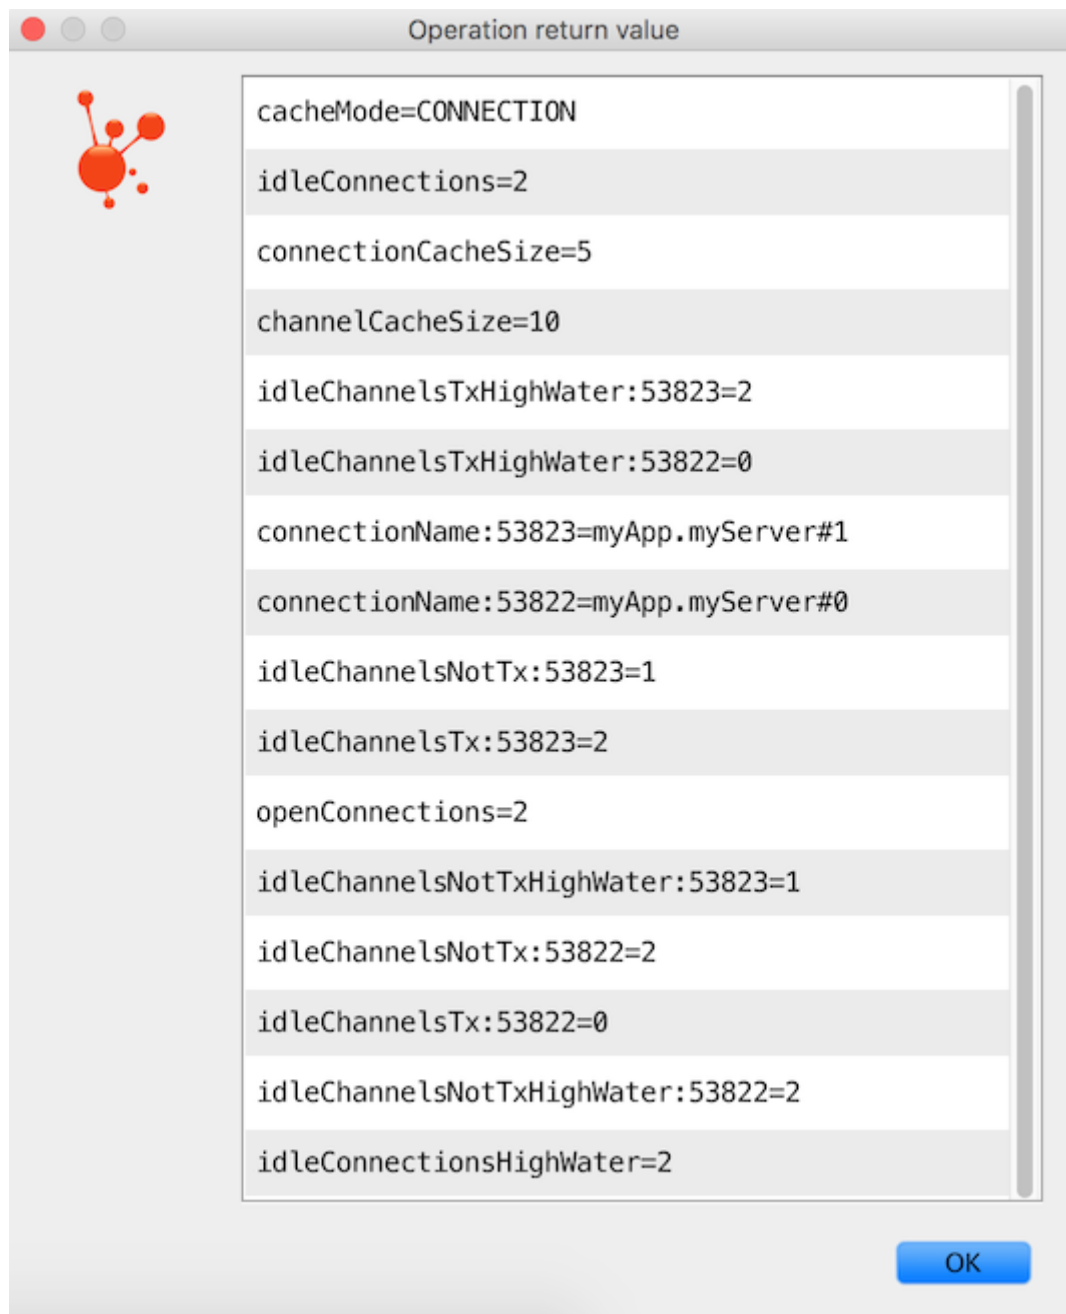 Operation return value
cacheMode=CONNECTION
idleConnections=2
connectionCacheSize=5
channelCacheSize=10
idleChannelsTxHighWater:53823=2
idleChannelsTxHighWater:53822=0
connectionName:53823=myApp.myServer#1
connectionName:53822=myApp.myServer#0
idleChannelsNotTx:53823=1
idleChannelsTx:53823=2
openConnections=2
idleChannelsNotTxHighWater:53823=1
idleChannelsNotTx:53822=2
idleChannelsTx:53822=0
idleChannelsNotTxHighWater:53822=2
idleConnectionsHighWater=2
OK